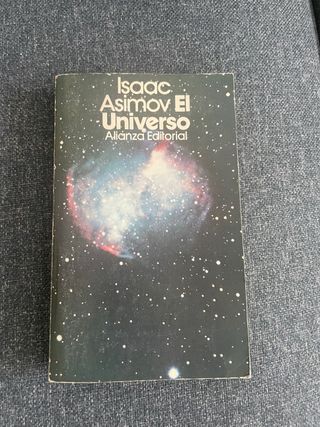 Isaac
Asimov El
Universo
Alianza Editorial